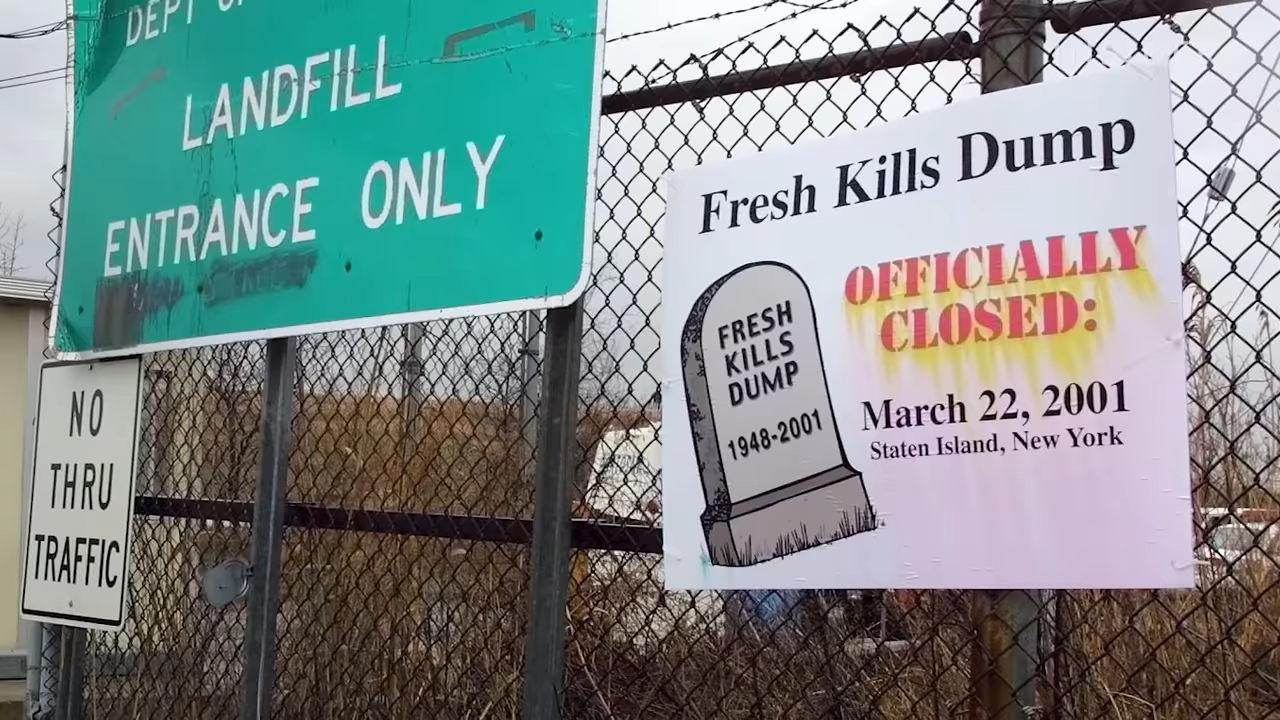 DEPT
LANDFILL
ENTRANCE ONLY
NO
THRU
TRAFFIC
Fresh Kills Dump
OFFICIALLY
CLOSED:
March 22, 2001
Staten Island, New York
FRESH
KILLS
DUMP
1948-2001